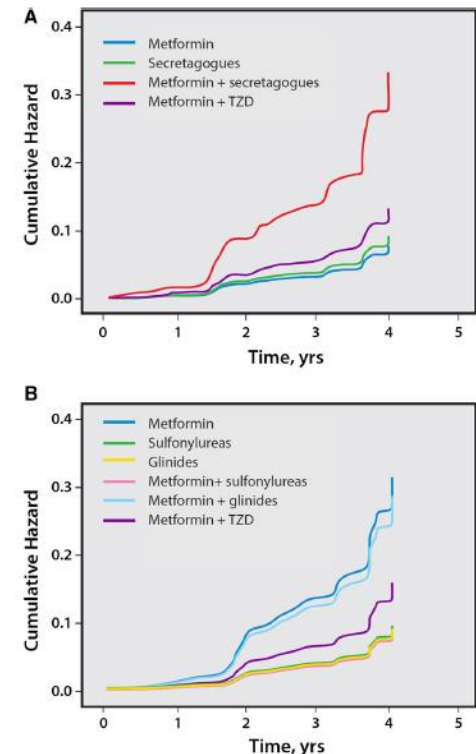 A
0.4
0.3
0.2
0.1
0.0
Cumulative Hazard
Metformin
Secretagogues
Metformin + secretagogues
Metformin + TZD
0 1 2 3 4 5
Time, yrs
B
0.4
0.3
0.2
0.1
0.0
Cumulative Hazard
Metformin
Sulfonylureas
Glinides
Metformin+ sulfonylureas
Metformin + glinides
Metformin + TZD
0 1 2 3 4 5
Time, yrs